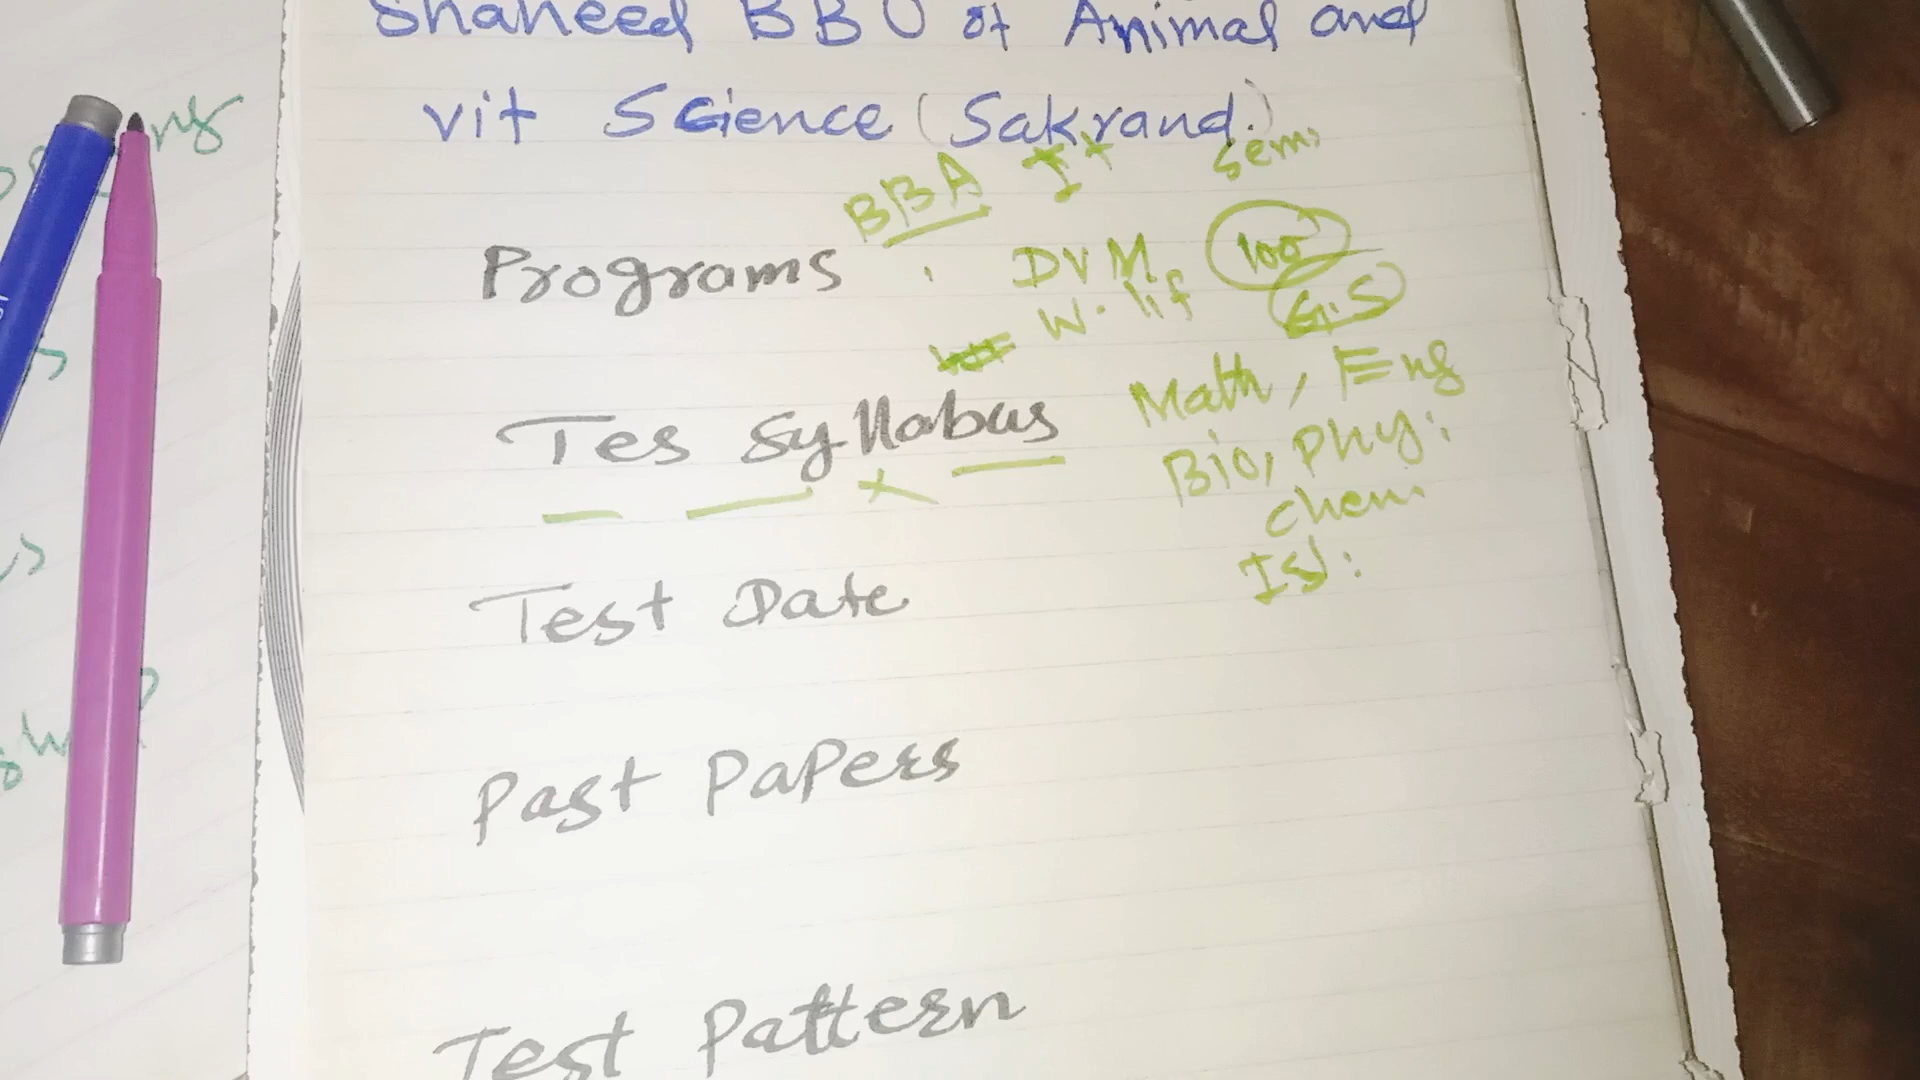 Shaheed BBU of Animal and
vit Science (Sakrand.)
BBA IT sem:
Programs : DVM 100
W. lif G.S
Tes Syllabus Math, Eng
Bio, Phy:
chem:
Isl:
Test Date
Past Papers
Test Pattern